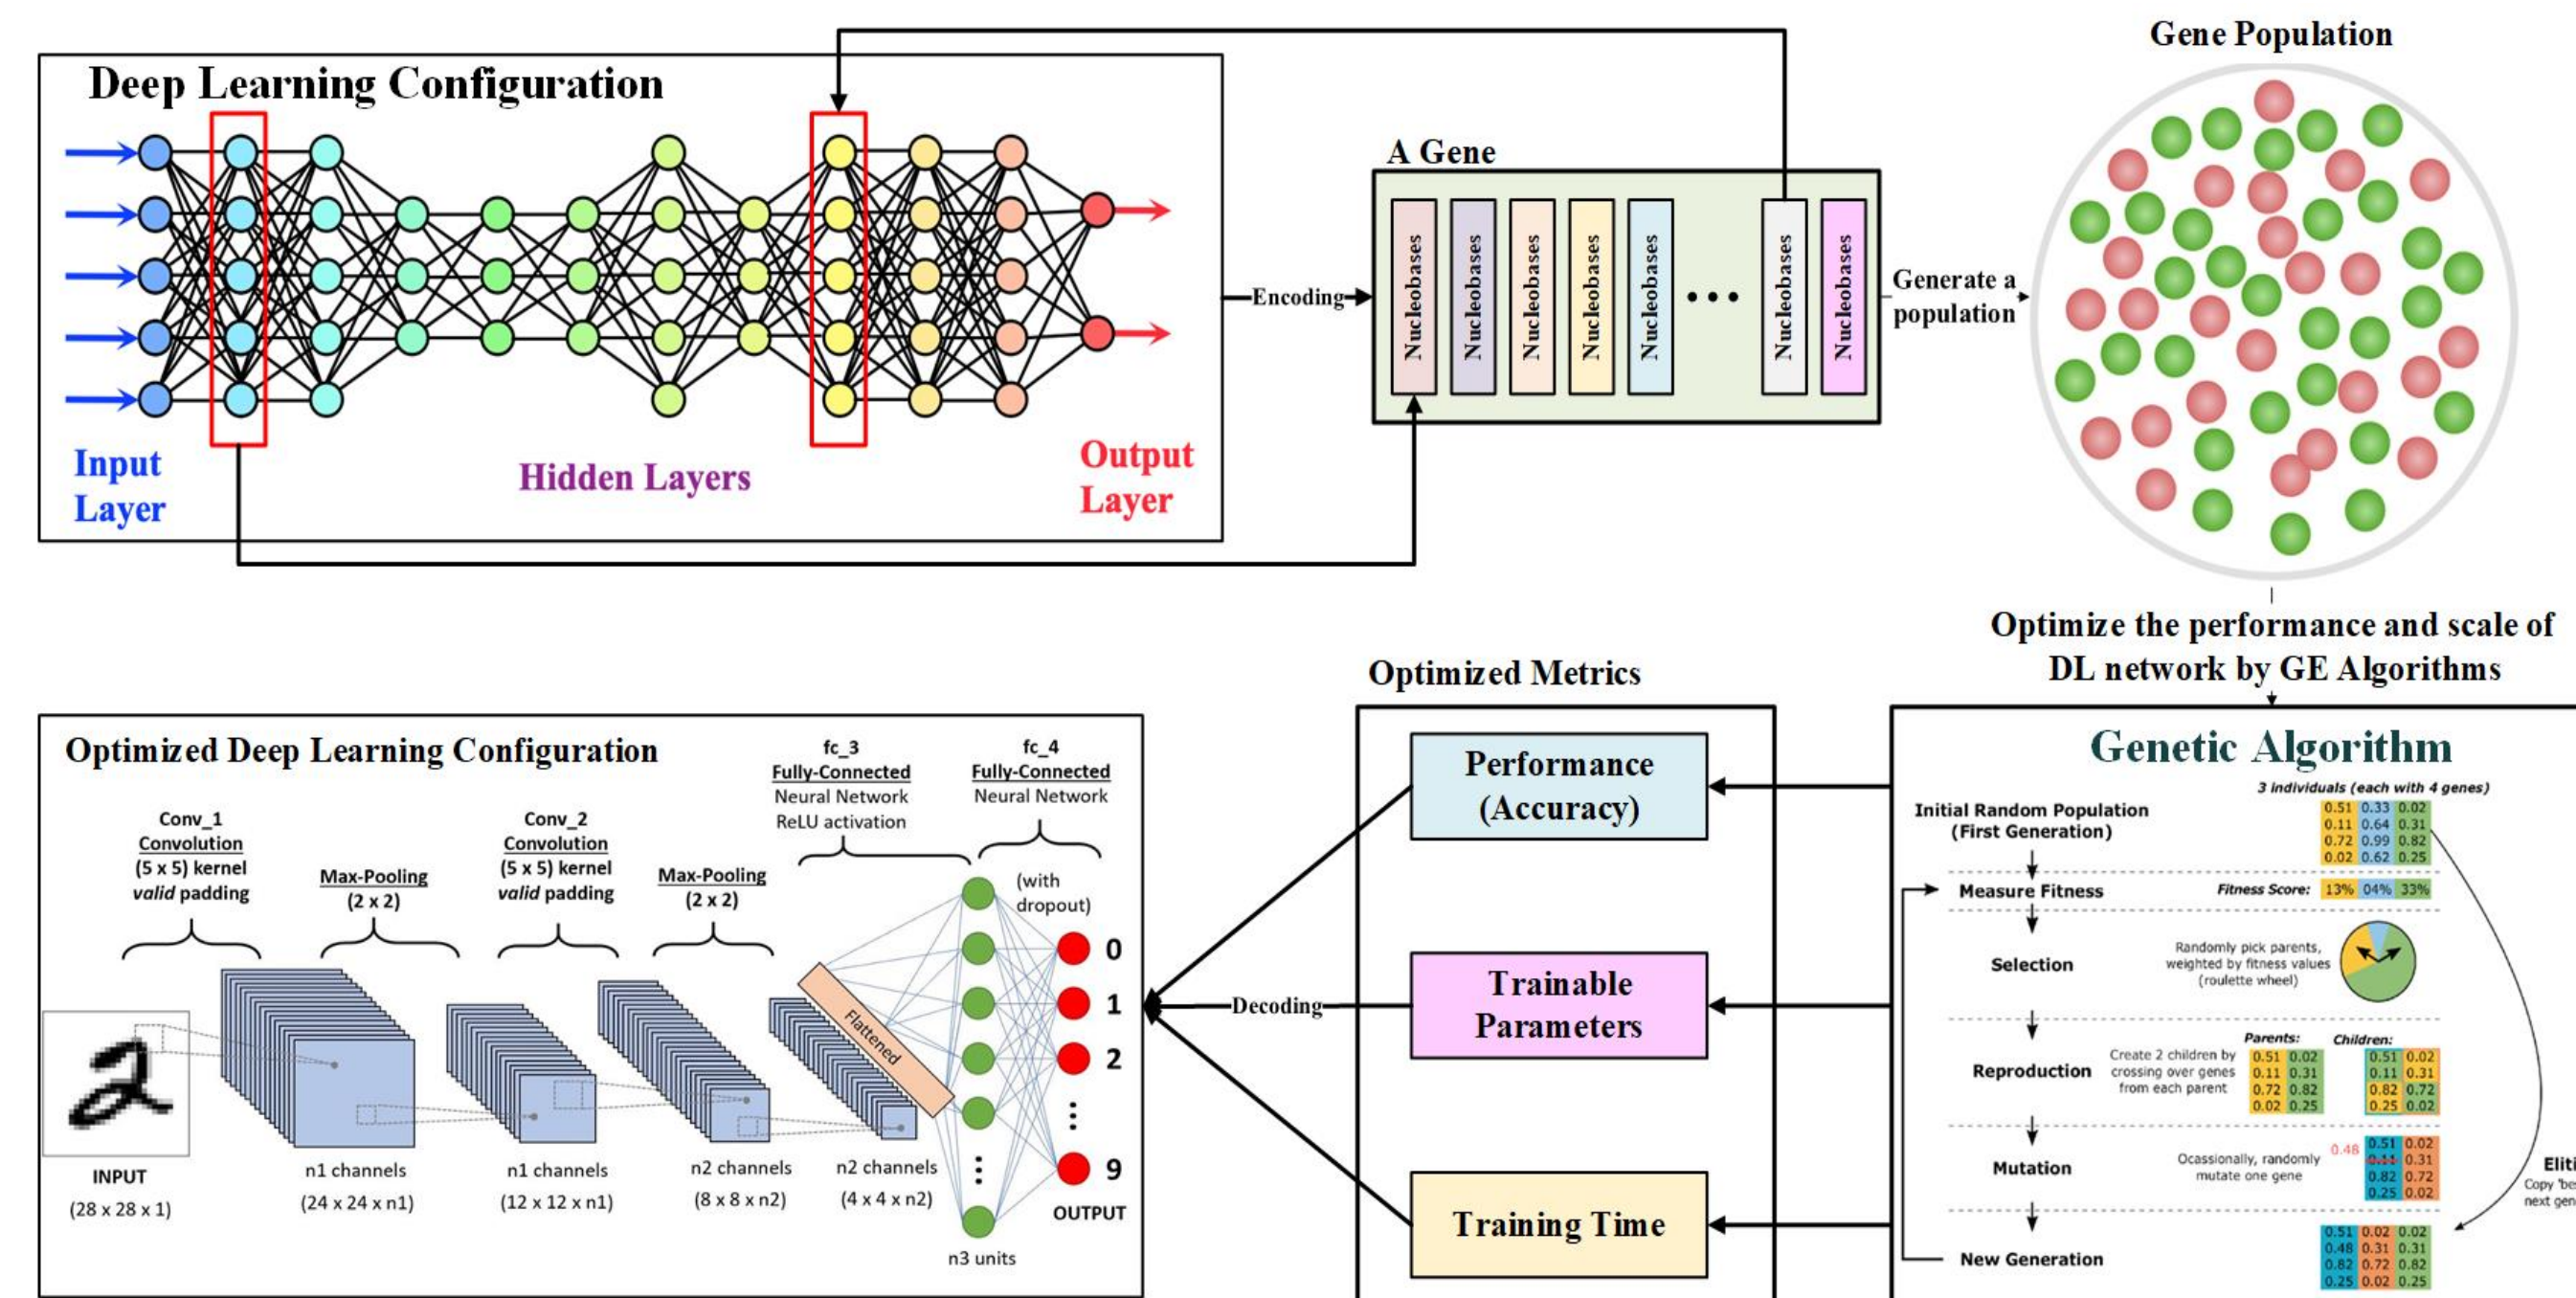 Deep Learning Configuration
Input
Layer
Hidden Layers
Output
Layer
Encoding
A Gene
Nucleobases
Nucleobases
Nucleobases
Nucleobases
Nucleobases
...
Nucleobases
Nucleobases
Generate a
population
Gene Population
Optimize the performance and scale of
DL network by GE Algorithms
Genetic Algorithm
3 individuals (each with 4 genes)
Initial Random Population
(First Generation)
0.51 0.33 0.02
0.11 0.64 0.31
0.72 0.99 0.82
0.02 0.62 0.25
Measure Fitness
Fitness Score: 13% 04% 33%
Selection
Randomly pick parents,
weighted by fitness values
(roulette wheel)
Reproduction
Create 2 children by
crossing over genes
from each parent
Parents:
0.51 0.02
0.11 0.31
0.72 0.82
0.02 0.25
Children:
0.51 0.02
0.11 0.31
0.82 0.72
0.25 0.02
Mutation
Ocassionally, randomly
mutate one gene
0.48
0.51 0.02
0.11 0.31
0.82 0.72
0.25 0.02
Eliti
Copy 'be
next gen
New Generation
0.51 0.02 0.02
0.48 0.31 0.31
0.82 0.72 0.82
0.25 0.02 0.25
Optimized Metrics
Performance
(Accuracy)
Trainable
Parameters
Training Time
Decoding
Optimized Deep Learning Configuration
Conv_1
Convolution
(5 x 5) kernel
valid padding
Max-Pooling
(2 x 2)
Conv_2
Convolution
(5 x 5) kernel
valid padding
Max-Pooling
(2 x 2)
fc_3
Fully-Connected
Neural Network
ReLU activation
fc_4
Fully-Connected
Neural Network
(with
dropout)
Flattened
0
1
2
9
OUTPUT
INPUT
(28 x 28 x 1)
n1 channels
(24 x 24 x n1)
n1 channels
(12 x 12 x n1)
n2 channels
(8 x 8 x n2)
n2 channels
(4 x 4 x n2)
n3 units